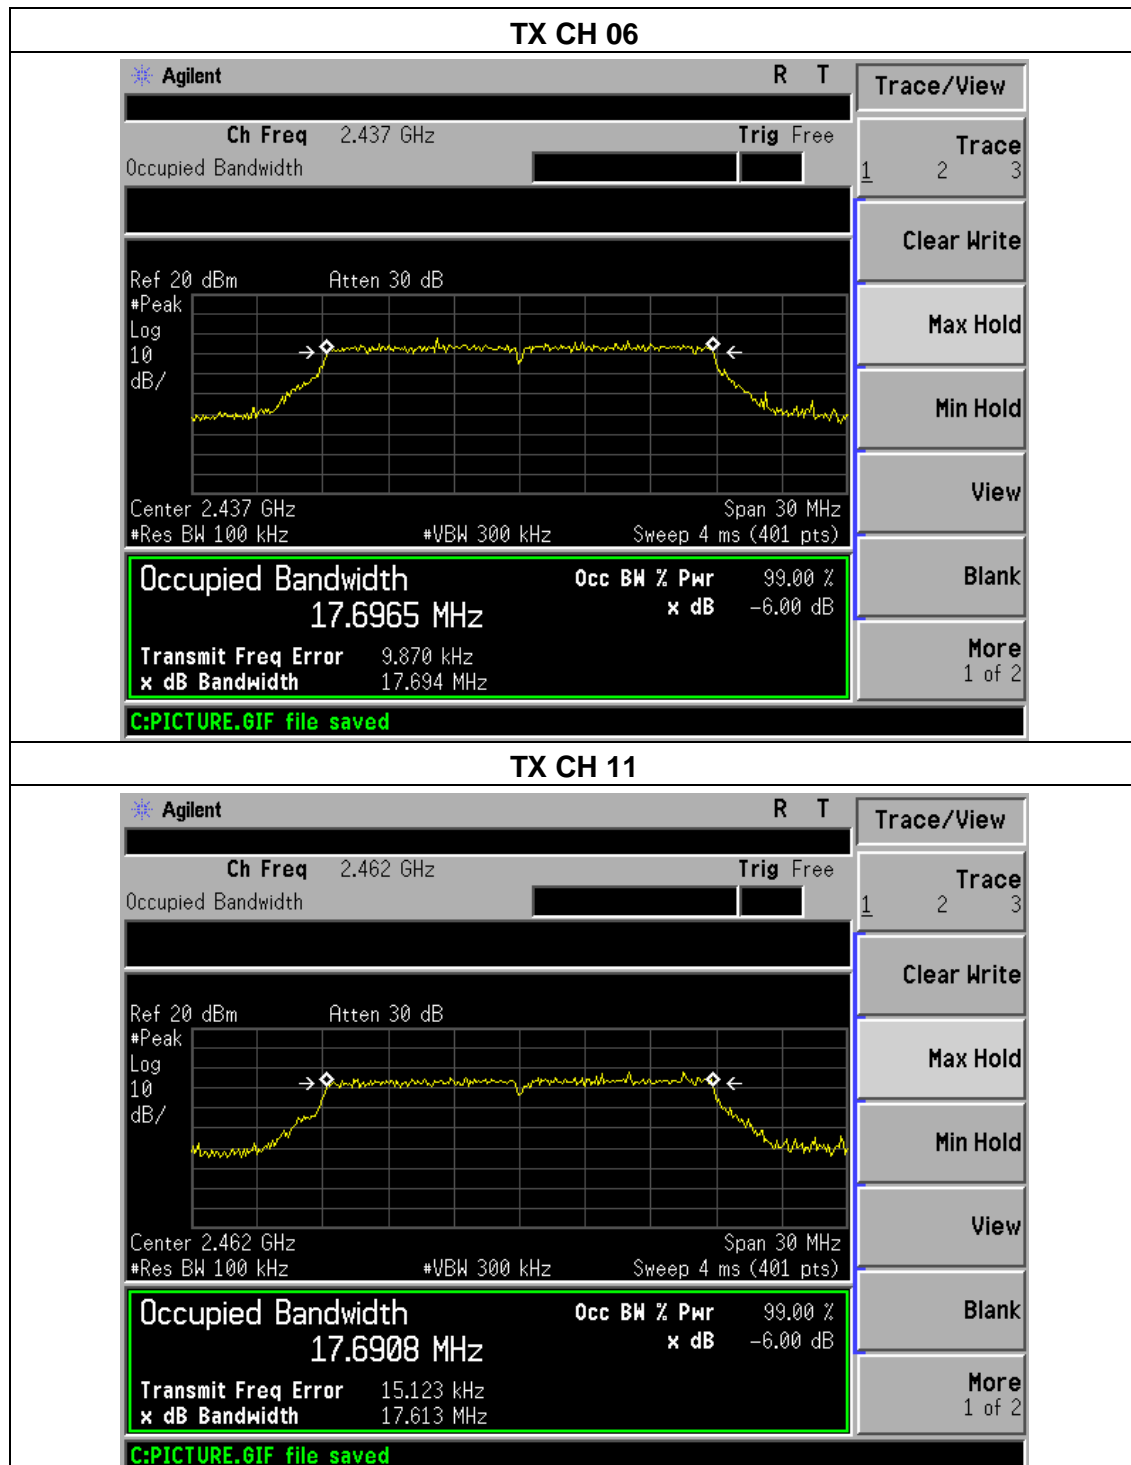 TX CH 06
Agilent R T
Trace/View
Ch Freq 2.437 GHz Trig Free
Occupied Bandwidth
Trace
1 2 3
Clear Write
Ref 20 dBm Atten 30 dB
#Peak
Log
10
dB/
Max Hold
Min Hold
View
Center 2.437 GHz Span 30 MHz
#Res BW 100 kHz #VBW 300 kHz Sweep 4 ms (401 pts)
Occupied Bandwidth Occ BW % Pwr 99.00 %
17.6965 MHz x dB -6.00 dB
Blank
Transmit Freq Error 9.870 kHz
x dB Bandwidth 17.694 MHz
More
1 of 2
C:PICTURE.GIF file saved
TX CH 11
Agilent R T
Trace/View
Ch Freq 2.462 GHz Trig Free
Occupied Bandwidth
Trace
1 2 3
Clear Write
Ref 20 dBm Atten 30 dB
#Peak
Log
10
dB/
Max Hold
Min Hold
View
Center 2.462 GHz Span 30 MHz
#Res BW 100 kHz #VBW 300 kHz Sweep 4 ms (401 pts)
Occupied Bandwidth Occ BW % Pwr 99.00 %
17.6908 MHz x dB -6.00 dB
Blank
Transmit Freq Error 15.123 kHz
x dB Bandwidth 17.613 MHz
More
1 of 2
C:PICTURE.GIF file saved